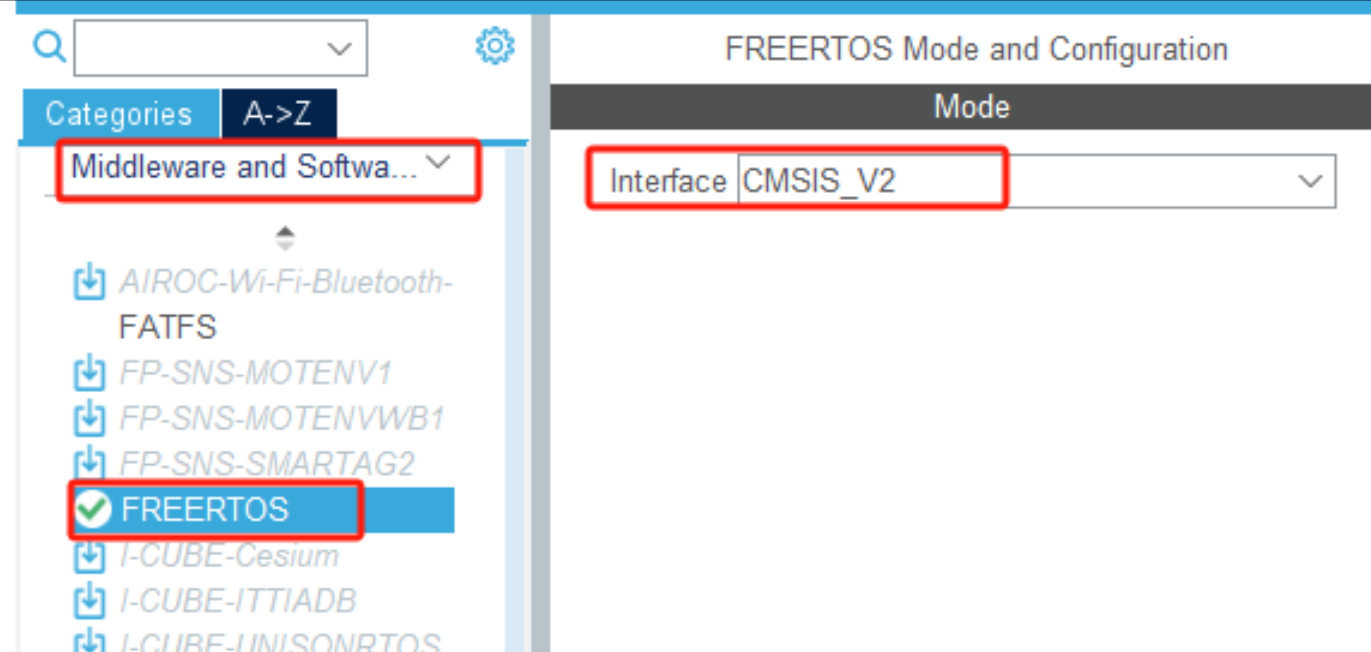 FREERTOS Mode and Configuration
Categories A->Z
Mode
Middleware and Softwa...
Interface CMSIS_V2
AIROC-Wi-Fi-Bluetooth-
FATFS
FP-SNS-MOTENV1
FP-SNS-MOTENVWB1
FP-SNS-SMARTAG2
FREERTOS
I-CUBE-Cesium
I-CUBE-ITTIADB
I-CUBE-UNISONRTOS